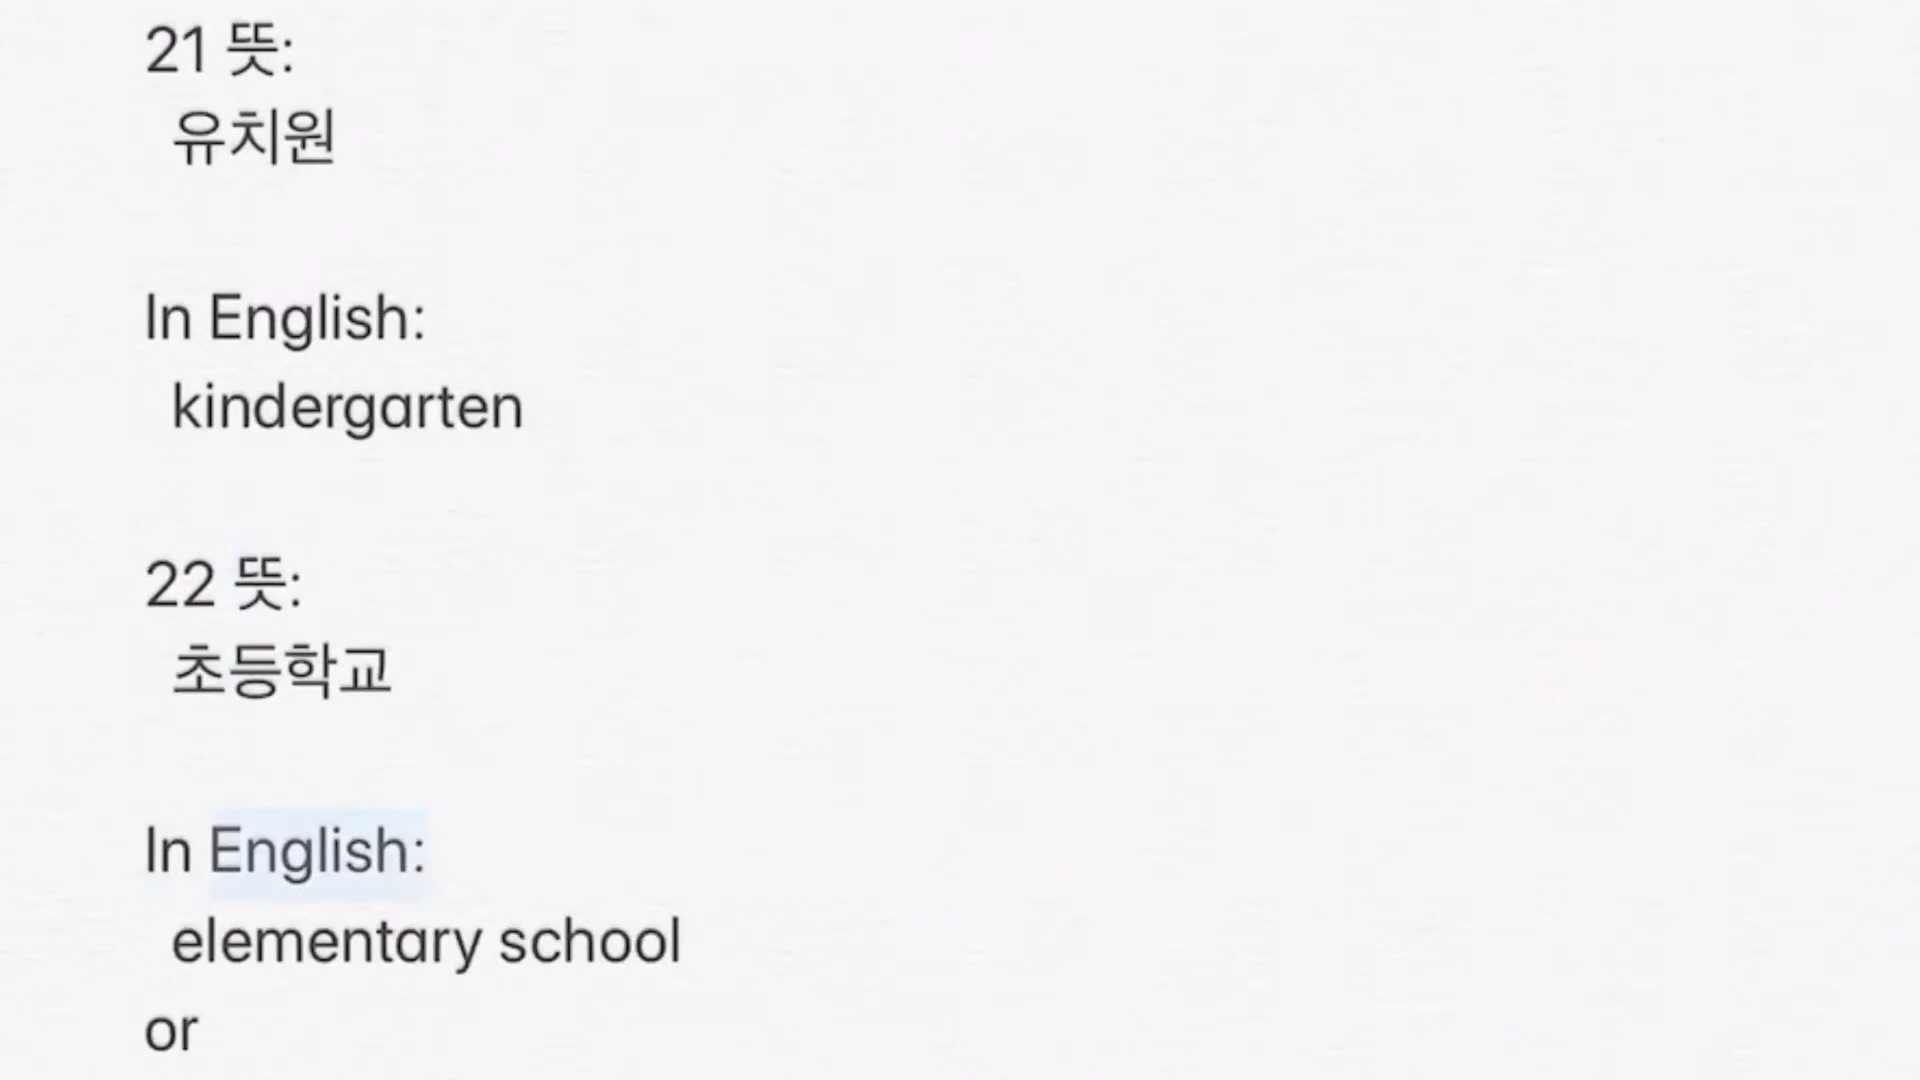 21 뜻:
유치원
In English:
kindergarten
22 뜻:
초등학교
In English:
elementary school
or